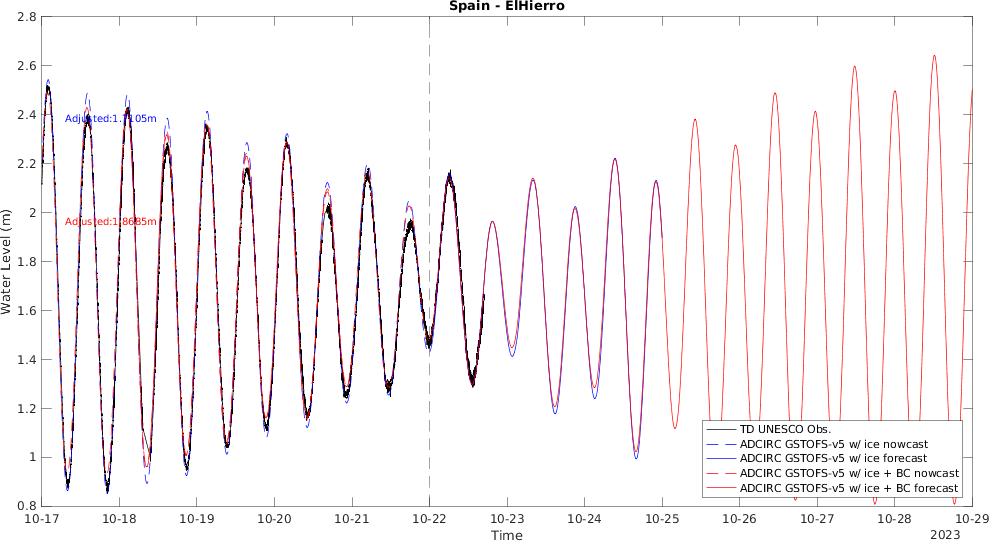 Spain - ElHierro
2.8
2.6
2.4
2.2
2
1.8
1.6
1.4
1.2
1
0.8
Water Level (m)
Adjusted:1.8685m
TD UNESCO Obs.
ADCIRC GSTOFS-v5 w/ ice nowcast
ADCIRC GSTOFS-v5 w/ ice forecast
ADCIRC GSTOFS-v5 w/ ice + BC nowcast
ADCIRC GSTOFS-v5 w/ ice + BC forecast
10-17 10-18 10-19 10-20 10-21 10-22 10-23 10-24 10-25 10-26 10-27 10-28 10-29
Time
2023